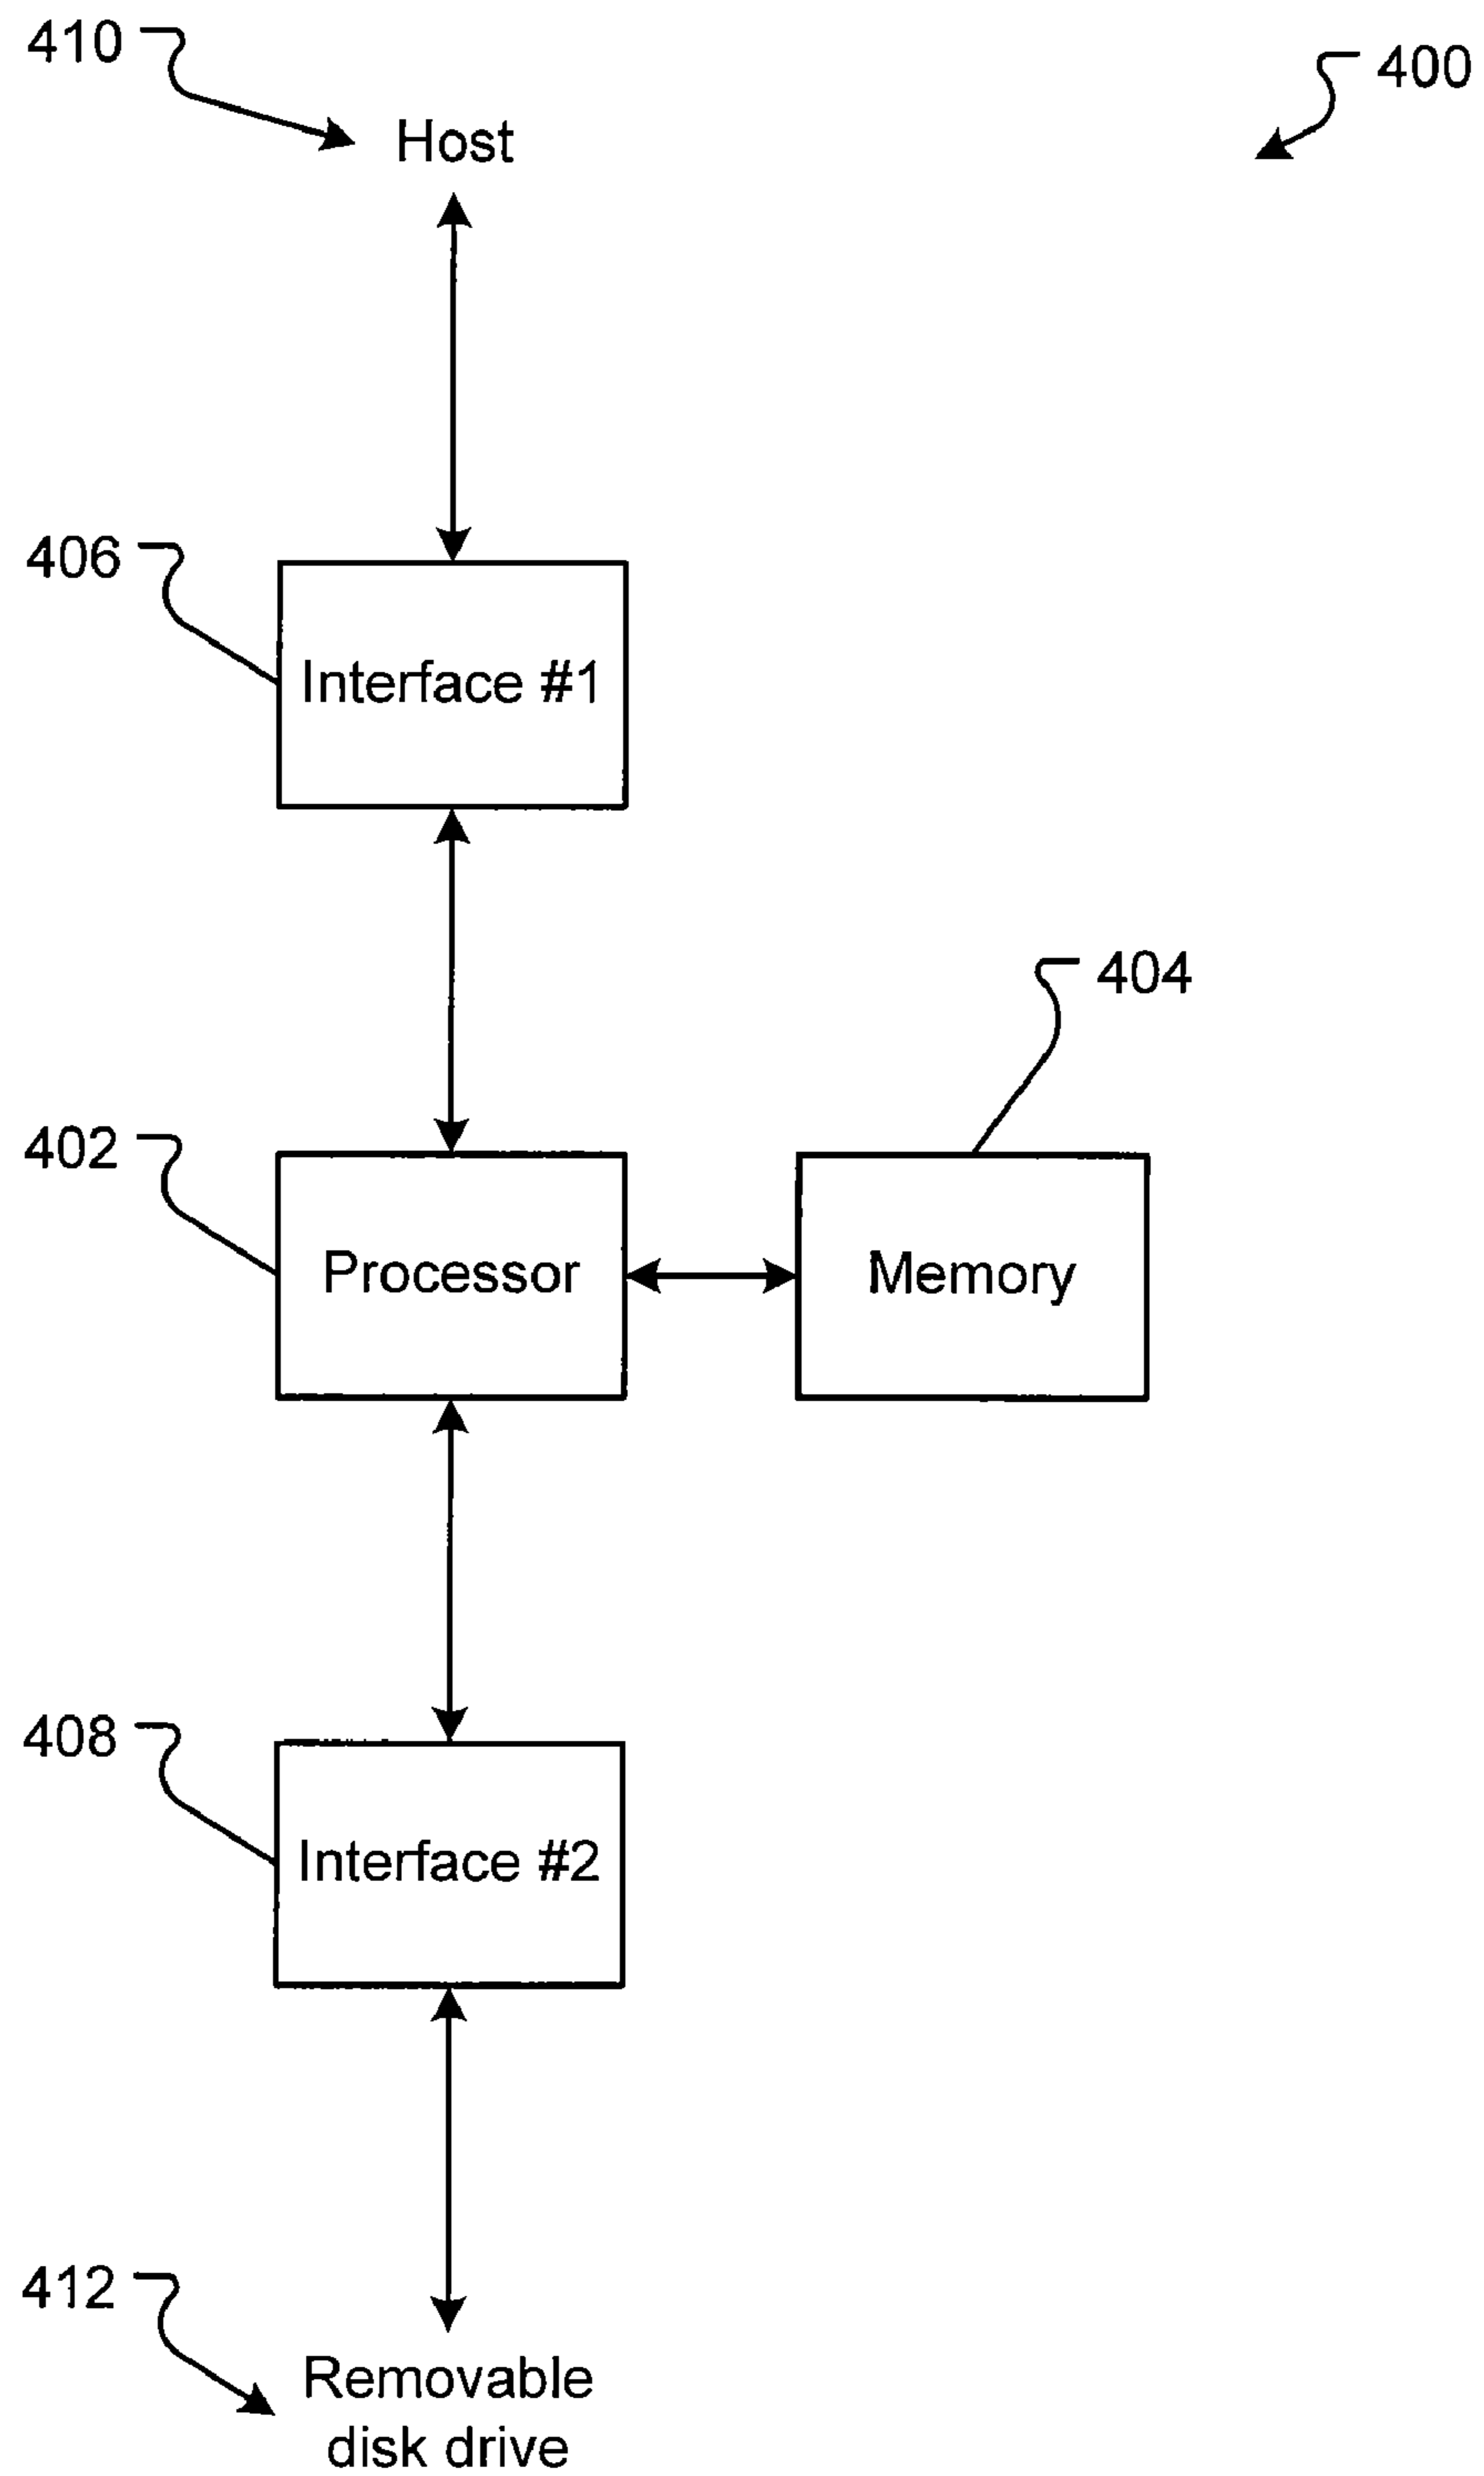 410
400
Host
406
Interface #1
404
402
Processor
Memory
408
Interface #2
412
Removable
disk drive